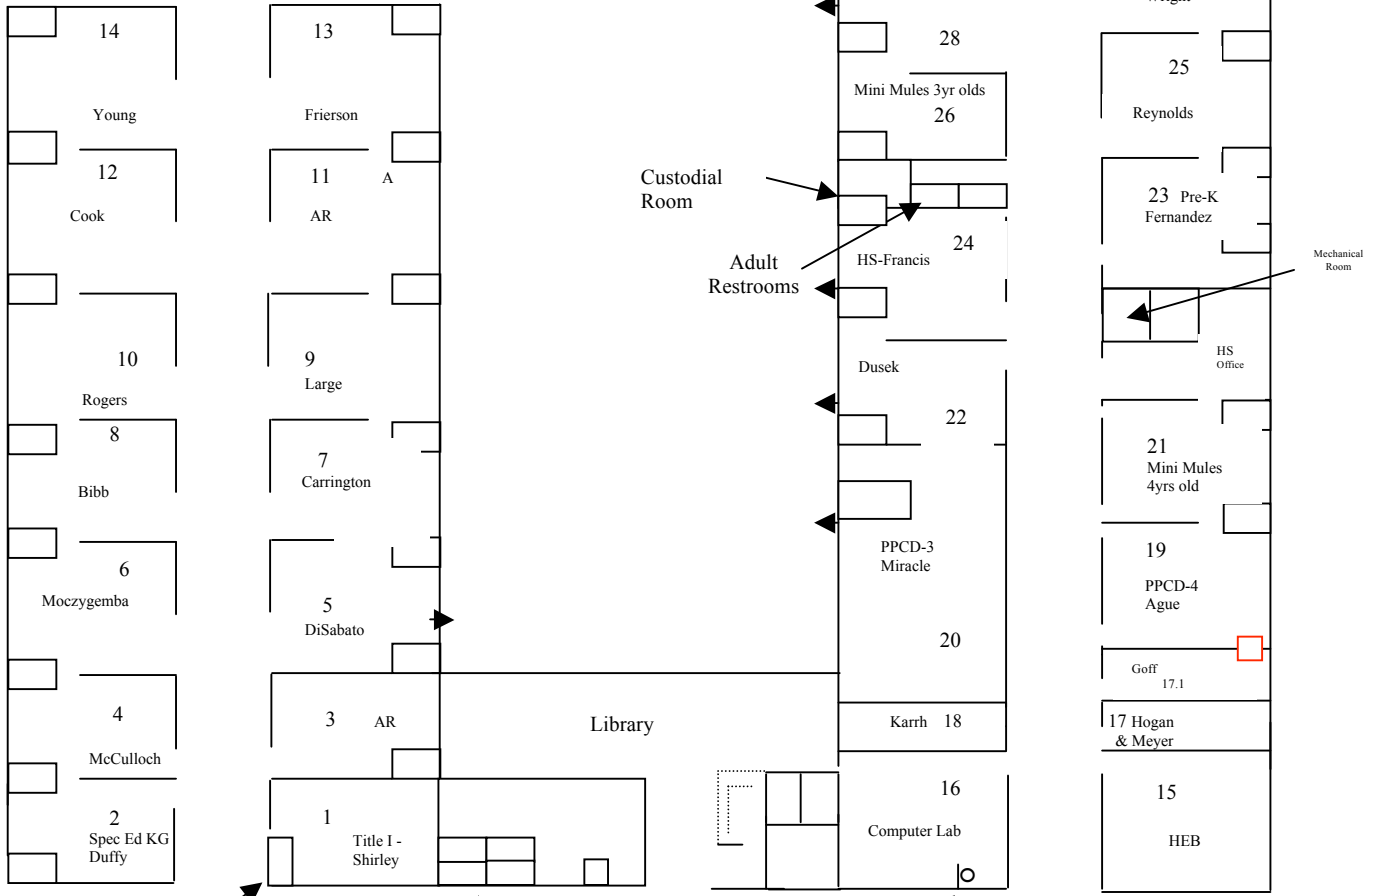 14
Young
12
Cook
10
Rogers
8
Bibb
6
Moczygemba
4
McCulloch
2
Spec Ed KG
Duffy
13
Frierson
11
A
AR
9
Large
7
Carrington
5
DiSabato
3 AR
1
Title I -
Shirley
Library
Custodial
Room
Adult
Restrooms
28
Mini Mules 3yr olds
26
24
HS-Francis
Dusek
22
PPCD-3
Miracle
20
Karrh 18
16
Computer Lab
25
Reynolds
23 Pre-K
Fernandez
Mechanical
Room
HS
Office
21
Mini Mules
4yrs old
19
PPCD-4
Ague
Goff
17.1
17 Hogan
& Meyer
15
HEB